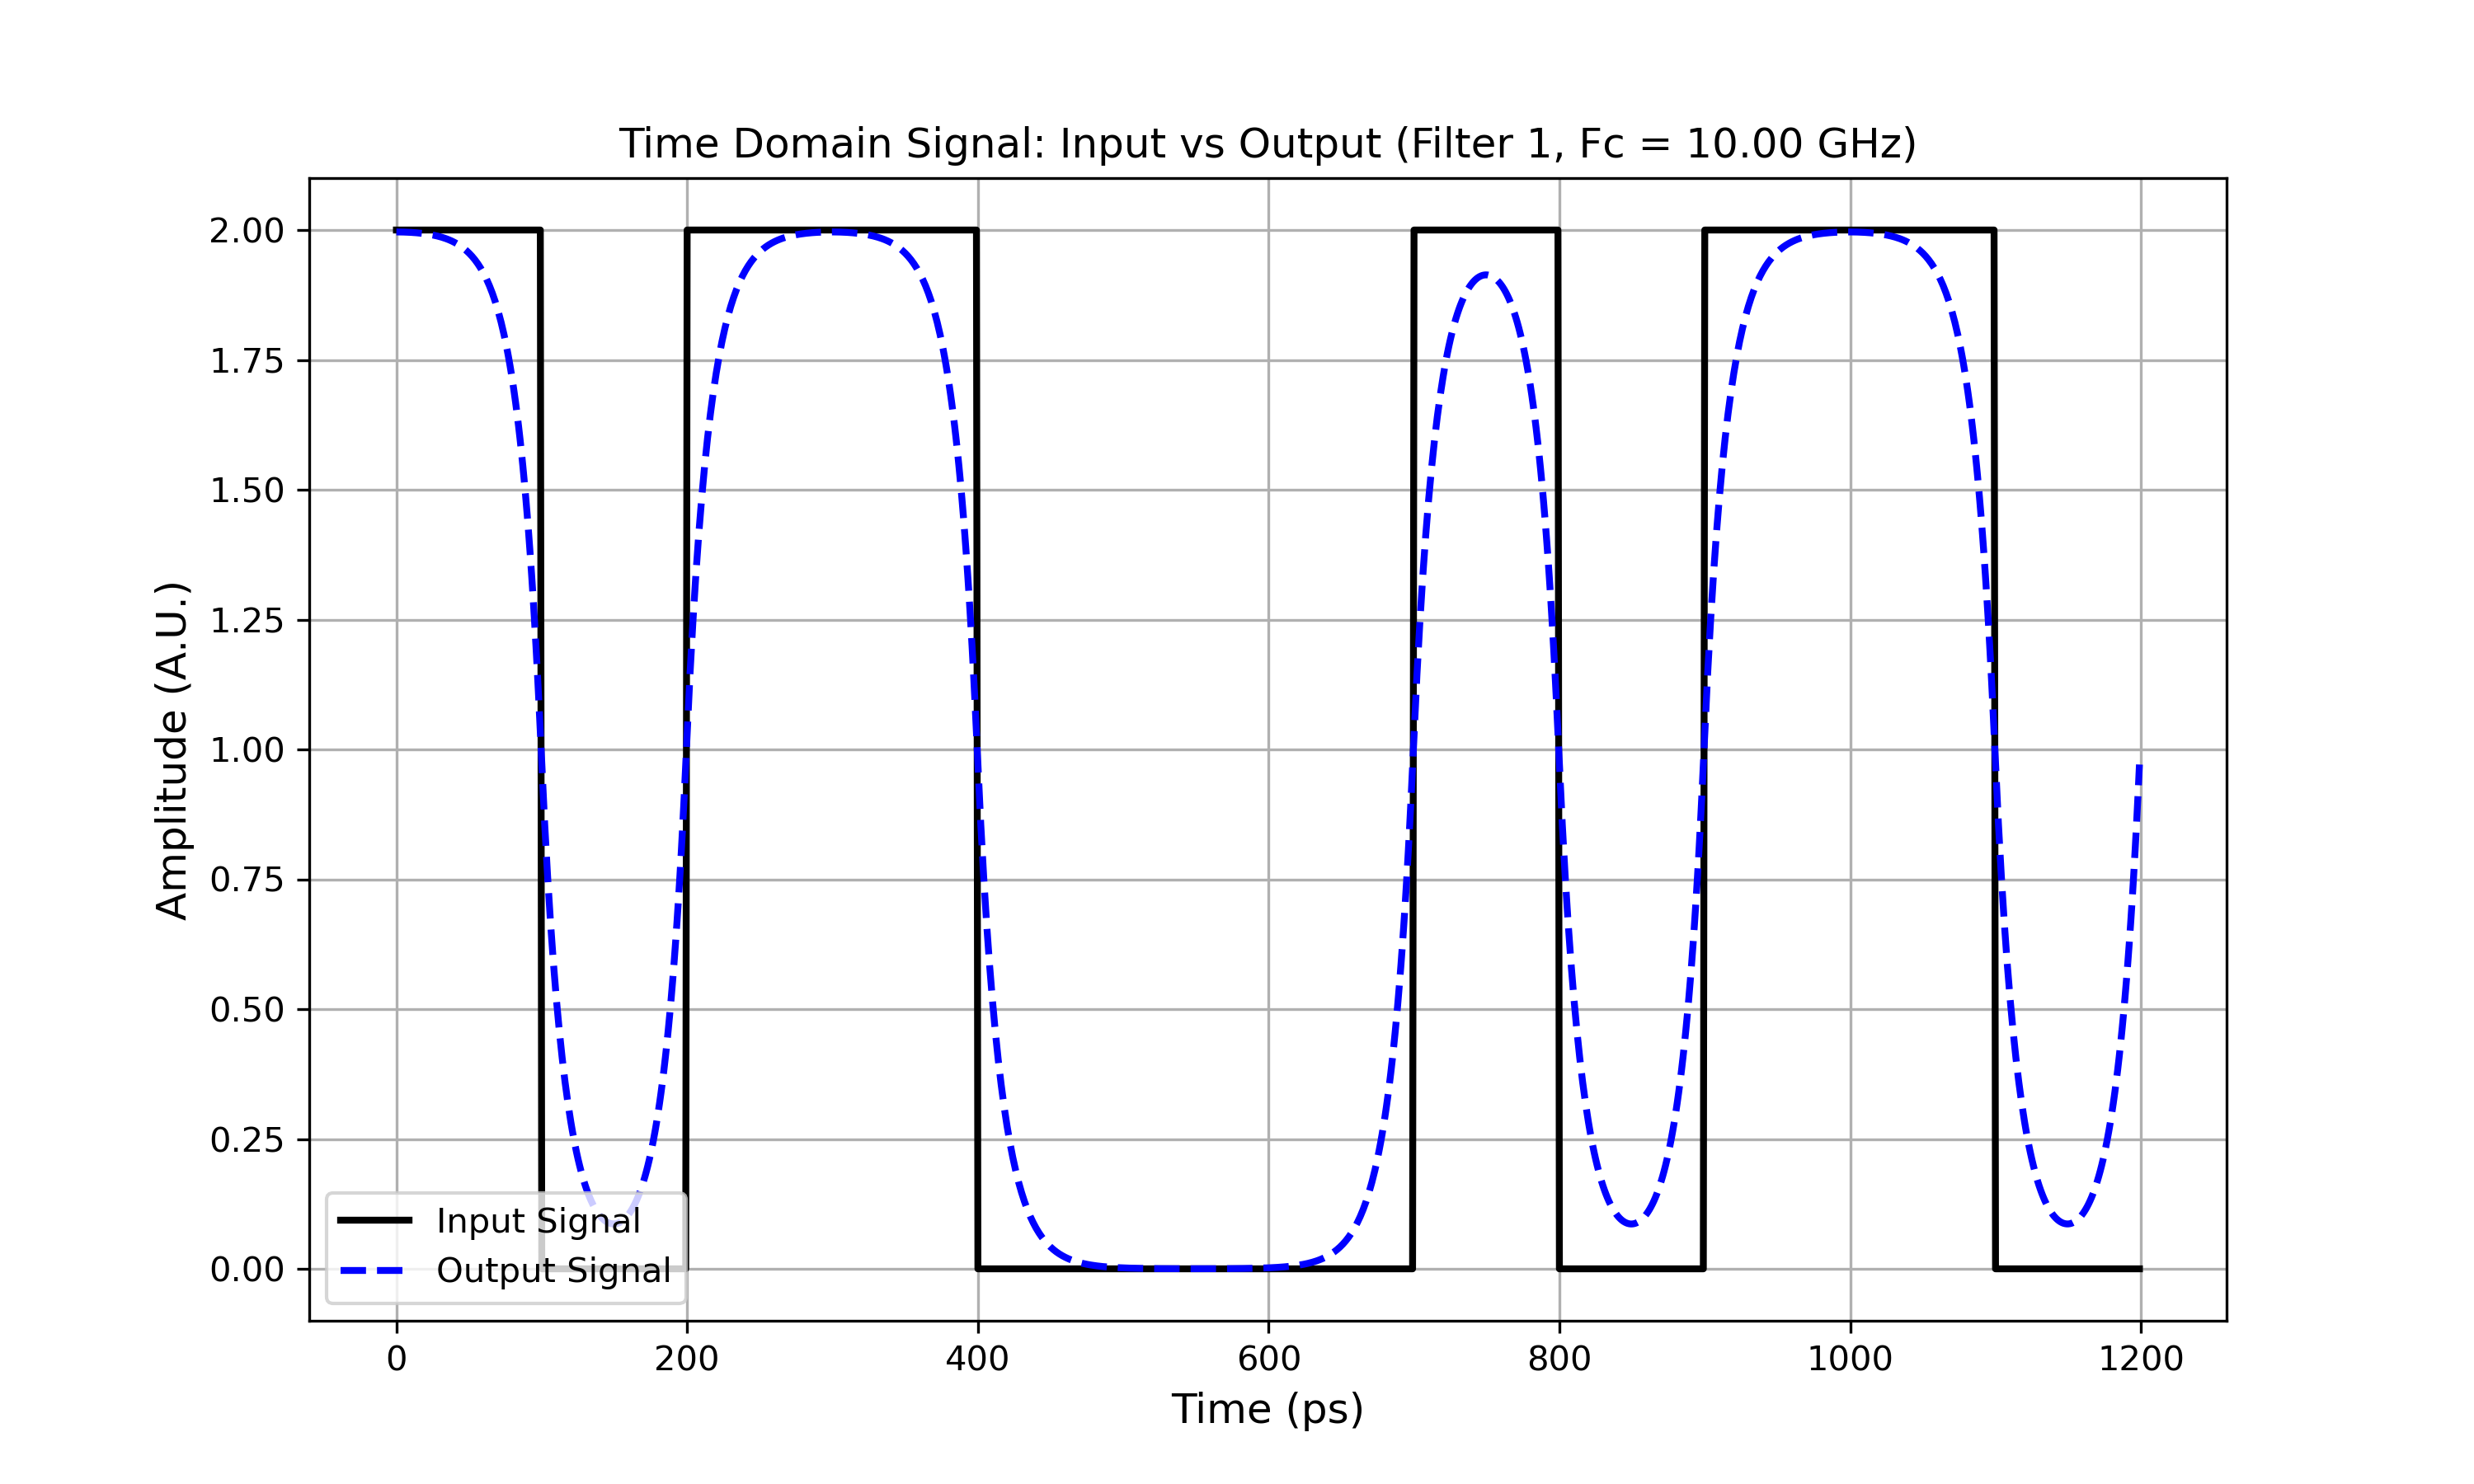 Time Domain Signal: Input vs Output (Filter 1, Fc = 10.00 GHz)
Amplitude (A.U.)
2.00
1.75
1.50
1.25
1.00
0.75
0.50
0.25
0.00
Input Signal
Output Signal
0 200 400 600 800 1000 1200
Time (ps)